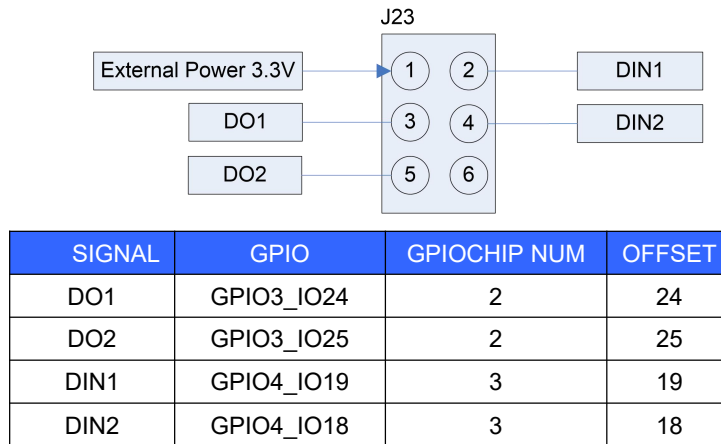 J23
External Power 3.3V 1 2 DIN1
DO1 3 4 DIN2
DO2 5 6
SIGNAL GPIO GPIOCHIP NUM OFFSET
DO1 GPIO3_IO24 2 24
DO2 GPIO3_IO25 2 25
DIN1 GPIO4_IO19 3 19
DIN2 GPIO4_IO18 3 18